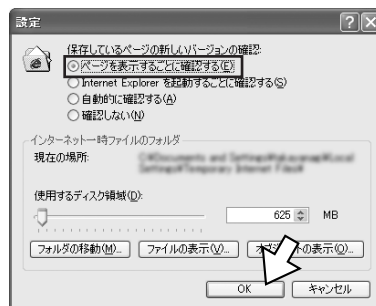 設定
保存しているページの新しいバージョンの確認:
ページを表示するごとに確認する(E)
Internet Explorer を起動するごとに確認する(S)
自動的に確認する(A)
確認しない(N)
インターネット一時ファイルのフォルダ
現在の場所:
使用するディスク領域(D):
625 MB
フォルダの移動(M)... ファイルの表示(V)... の表示(O)...
OK キャンセル